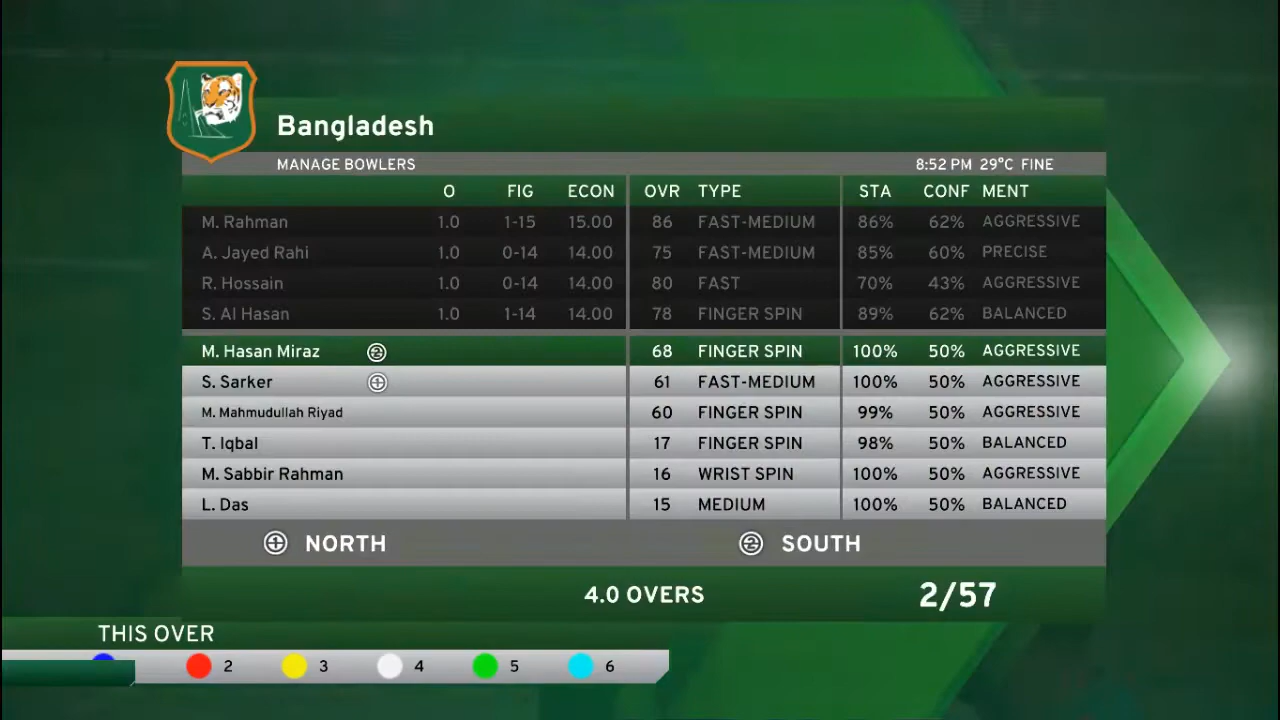 Bangladesh
MANAGE BOWLERS 8:52 PM 29°C FINE
O FIG ECON OVR TYPE STA CONF MENT
M. Rahman 1.0 1-15 15.00 86 FAST-MEDIUM 86% 62% AGGRESSIVE
A. Jayed Rahi 1.0 0-14 14.00 75 FAST-MEDIUM 85% 60% PRECISE
R. Hossain 1.0 0-14 14.00 80 FAST 70% 43% AGGRESSIVE
S. Al Hasan 1.0 1-14 14.00 78 FINGER SPIN 89% 62% BALANCED
M. Hasan Miraz 68 FINGER SPIN 100% 50% AGGRESSIVE
S. Sarker 61 FAST-MEDIUM 100% 50% AGGRESSIVE
M. Mahmudullah Riyad 60 FINGER SPIN 99% 50% AGGRESSIVE
T. Iqbal 17 FINGER SPIN 98% 50% BALANCED
M. Sabbir Rahman 16 WRIST SPIN 100% 50% AGGRESSIVE
L. Das 15 MEDIUM 100% 50% BALANCED
NORTH SOUTH
4.0 OVERS 2/57
THIS OVER
2 3 4 5 6